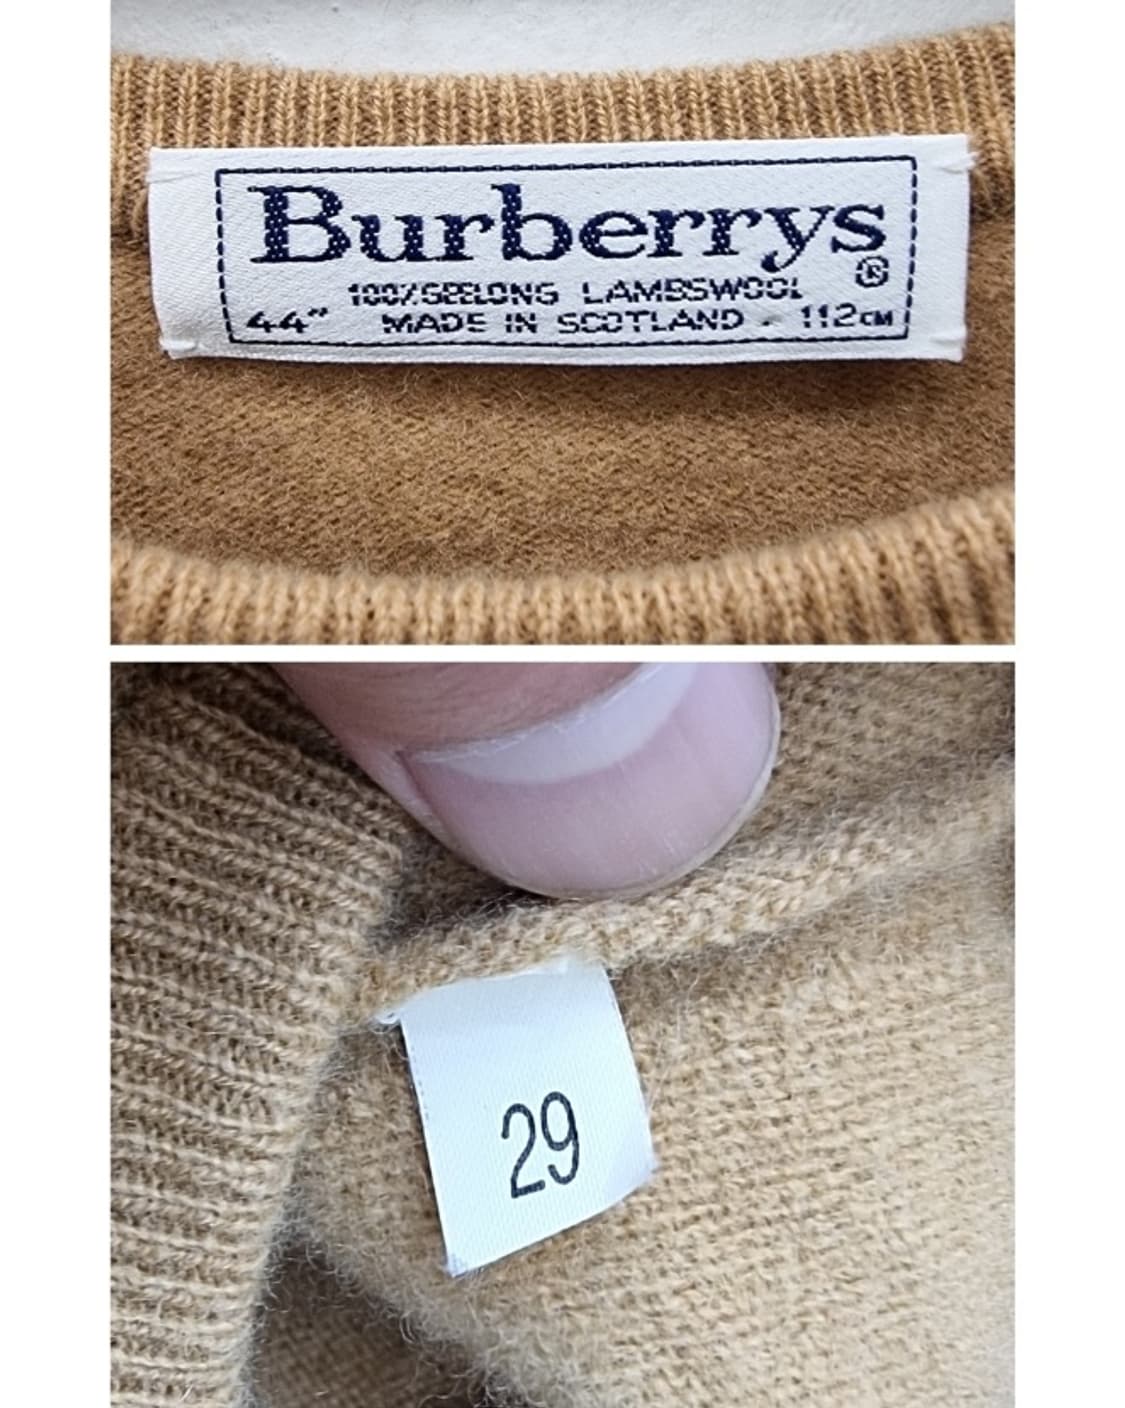 Burberrys
®
100% GEELONG LAMBSWOOL
44" MADE IN SCOTLAND . 112CM
29